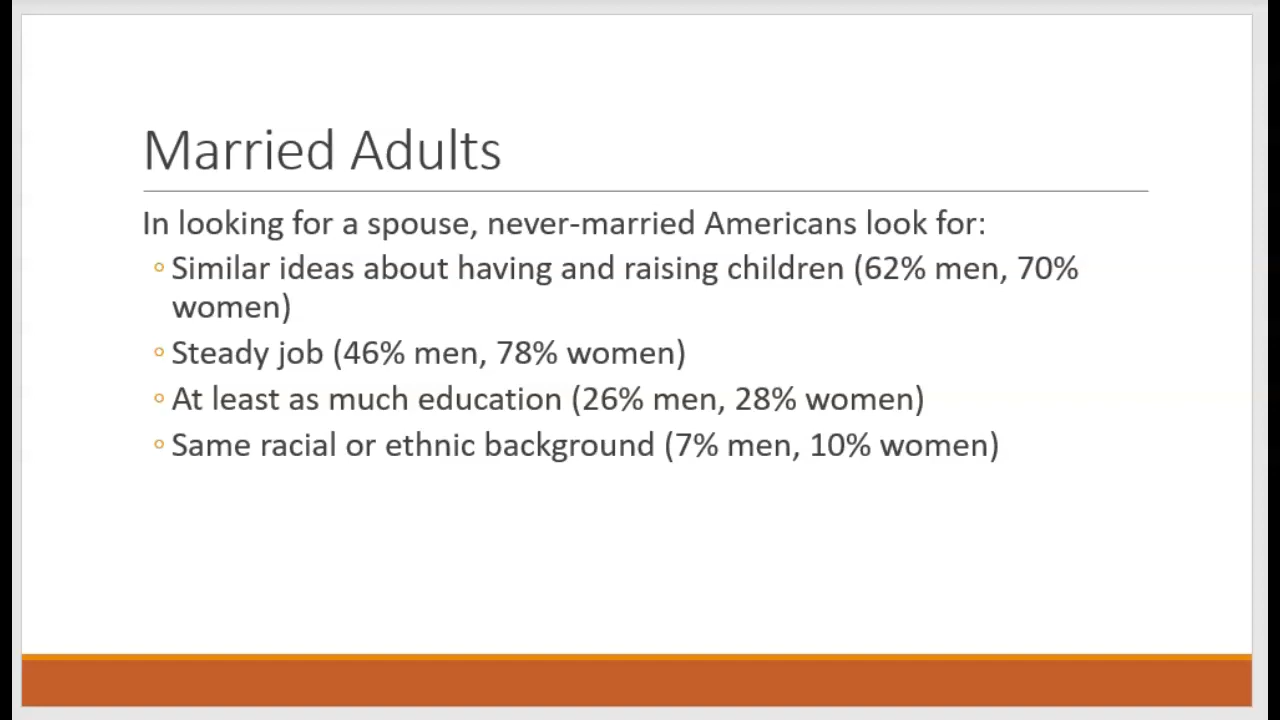 Married Adults
In looking for a spouse, never-married Americans look for:
◦ Similar ideas about having and raising children (62% men, 70%
women)
◦ Steady job (46% men, 78% women)
◦ At least as much education (26% men, 28% women)
◦ Same racial or ethnic background (7% men, 10% women)